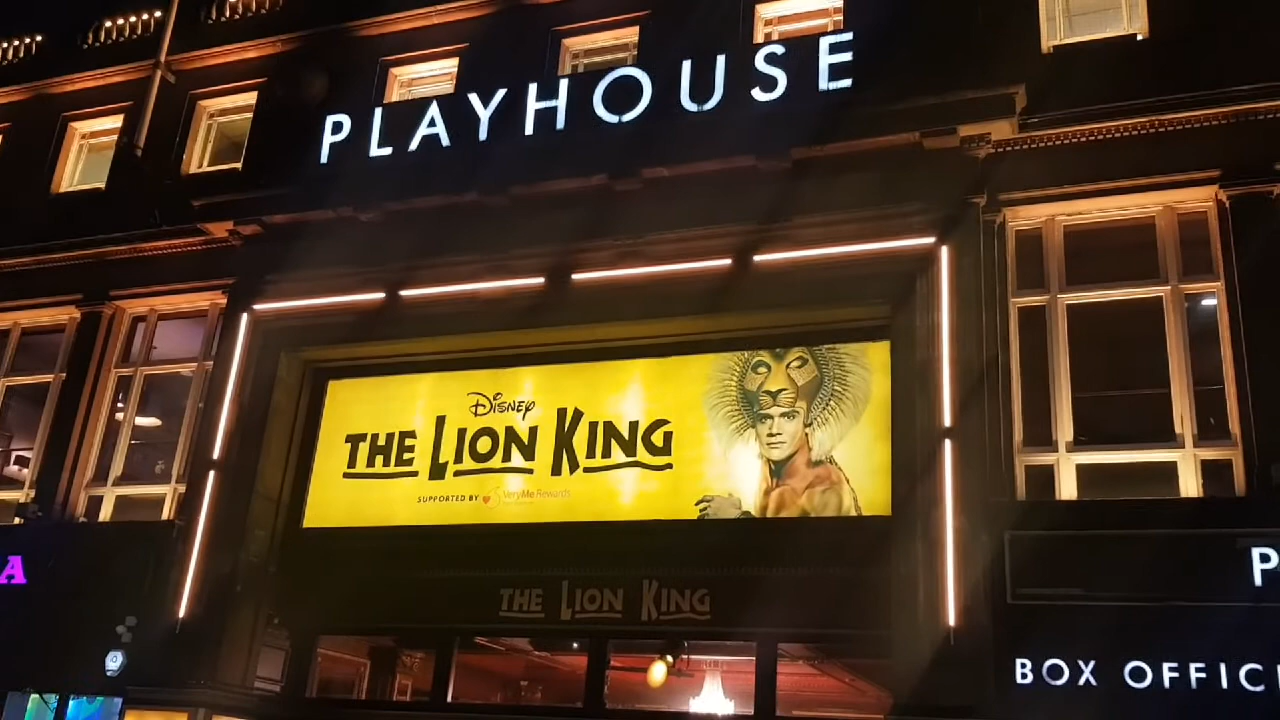 PLAYHOUSE
DISNEY
THE LION KING
SUPPORTED BY VeryMe Rewards
THE LION KING
A
P
BOX OFFIC